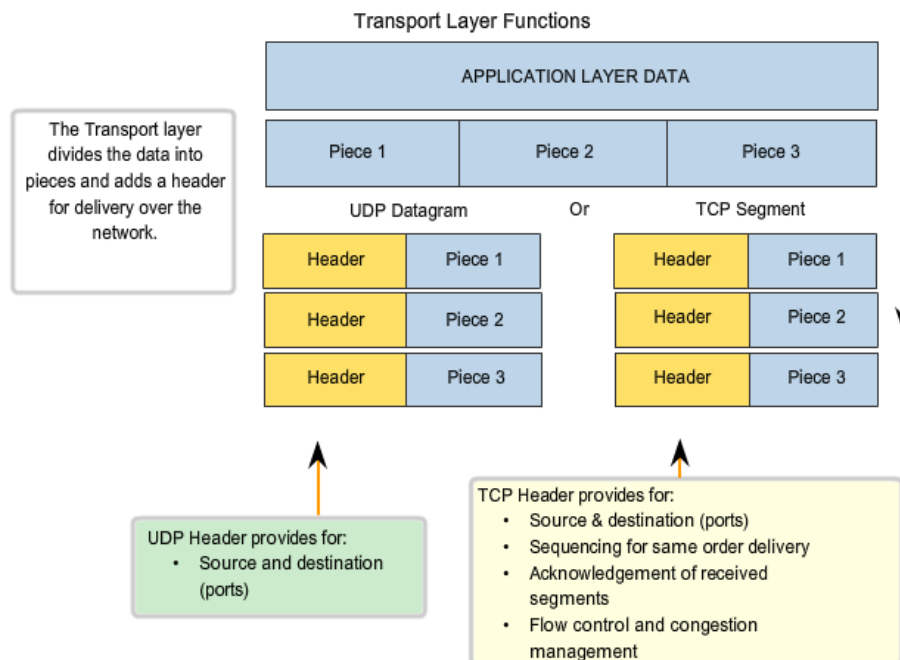 Transport Layer Functions
APPLICATION LAYER DATA
The Transport layer
divides the data into
pieces and adds a header
for delivery over the
network.
Piece 1 Piece 2 Piece 3
UDP Datagram Or TCP Segment
Header Piece 1 Header Piece 1
Header Piece 2 Header Piece 2
Header Piece 3 Header Piece 3
UDP Header provides for:
• Source and destination
(ports)
TCP Header provides for:
• Source & destination (ports)
• Sequencing for same order delivery
• Acknowledgement of received
segments
• Flow control and congestion
management